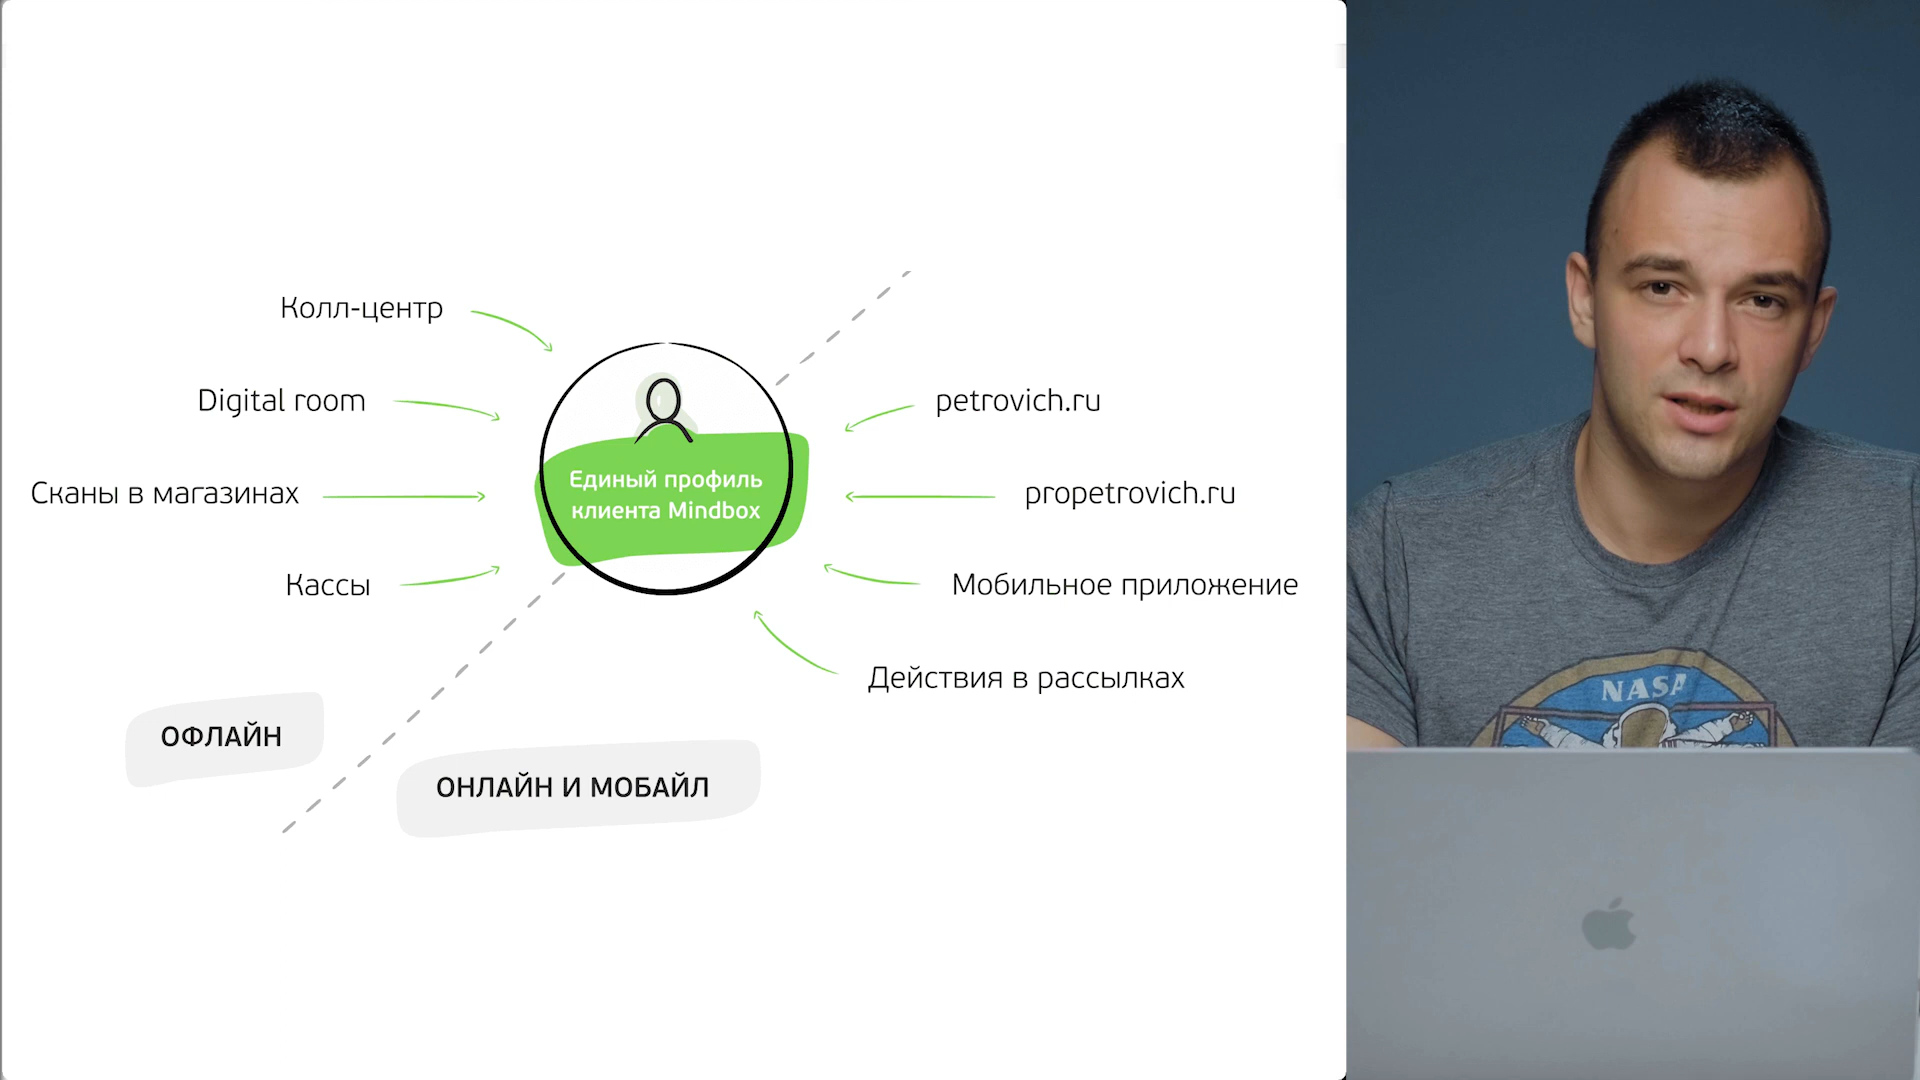 Колл-центр
Digital room
Сканы в магазинах
Кассы
Единый профиль
клиента Mindbox
petrovich.ru
propetrovich.ru
Мобильное приложение
Действия в рассылках
ОФЛАЙН
ОНЛАЙН И МОБАЙЛ
NASA